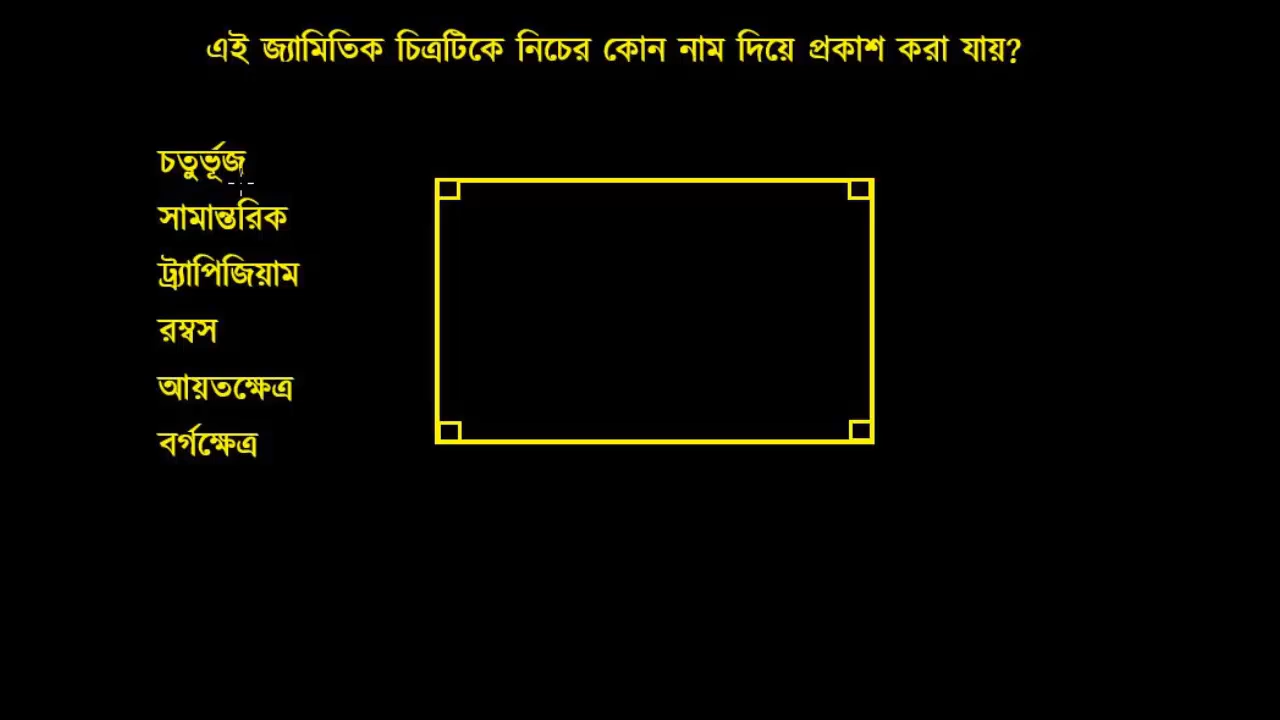 এই জ্যামিতিক চিত্রটিকে নিচের কোন নাম দিয়ে প্রকাশ করা যায়?
চতুর্ভূজ
সামান্তরিক
ট্র্যাপিজিয়াম
রম্বস
আয়তক্ষেত্র
বর্গক্ষেত্র